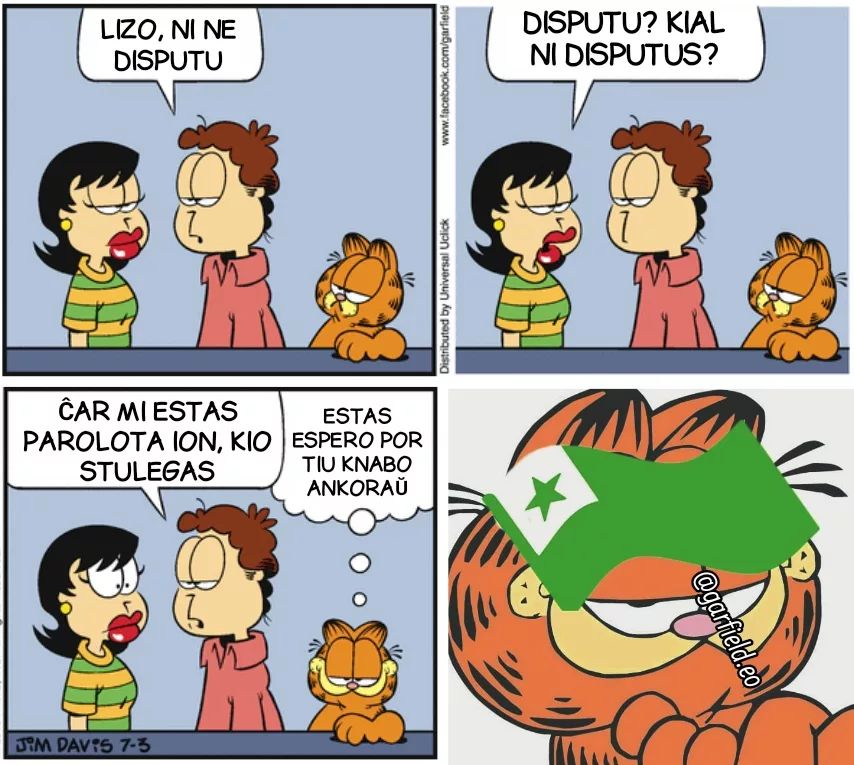 LIZO, NI NE
DISPUTU
DISPUTU? KIAL
NI DISPUTUS?
www.facebook.com/garfield
Distributed by Universal Uclick
ĈAR MI ESTAS
PAROLOTA ION, KIO
STULEGAS
ESTAS
ESPERO POR
TIU KNABO
ANKORAŬ
JIM DAVIS 7-3
@garfield.eo